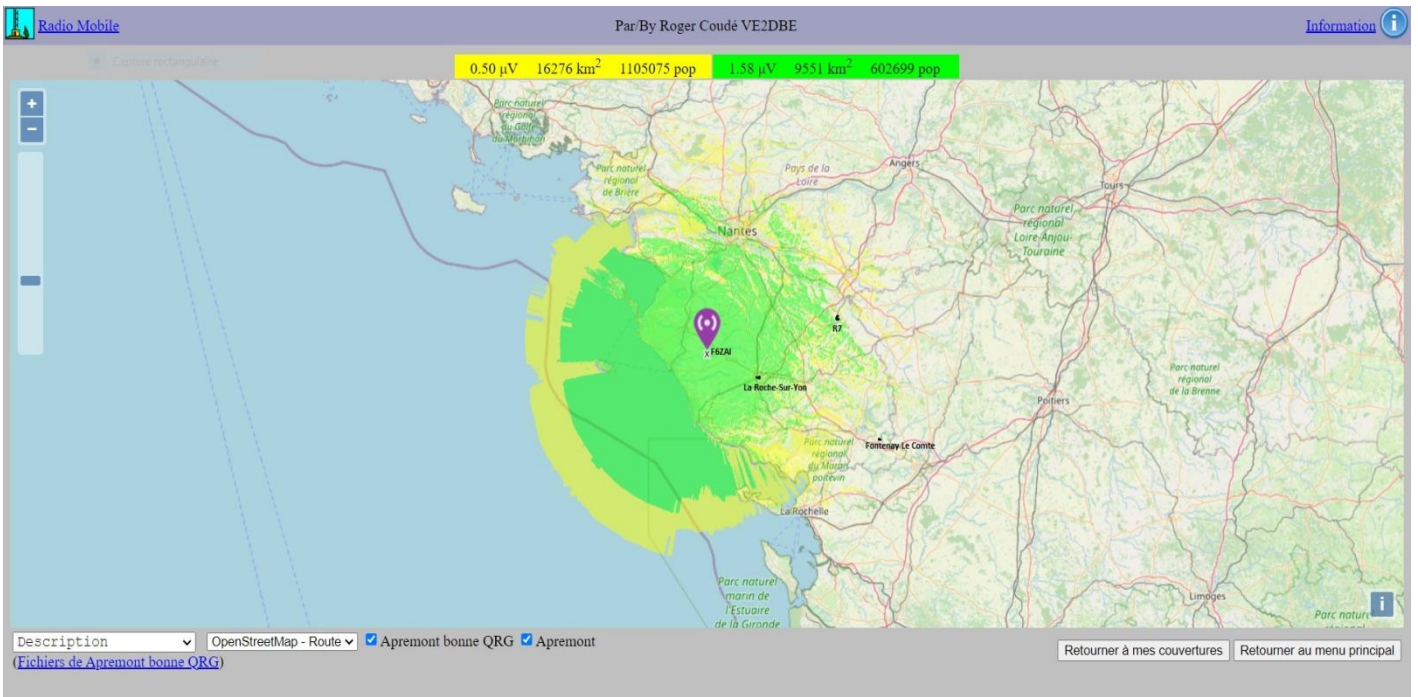 Radio Mobile
Par/By Roger Coudé VE2DBE
Information
Capture rectangulaire
0.50 µV 16276 km² 1105075 pop
1.58 µV 9551 km² 602699 pop
+
−
Parc naturel
régional
du Golfe
du Morbihan
Parc naturel
régional
de Brière
Pays de la
Loire
Angers
Tours
Parc naturel
régional
Loire-Anjou-
Touraine
Nantes
R7
X F6ZAI
La Roche-Sur-Yon
Parc naturel
régional
de la Brenne
Poitiers
Parc naturel
régional
du Marais
poitevin
Fontenay Le Comte
La Rochelle
Parc naturel
marin de
l'Estuaire
de la Gironde
Limoges
Parc nature
i
Description
OpenStreetMap - Route
Apremont bonne QRG
Apremont
(Fichiers de Apremont bonne QRG)
Retourner à mes couvertures
Retourner au menu principal